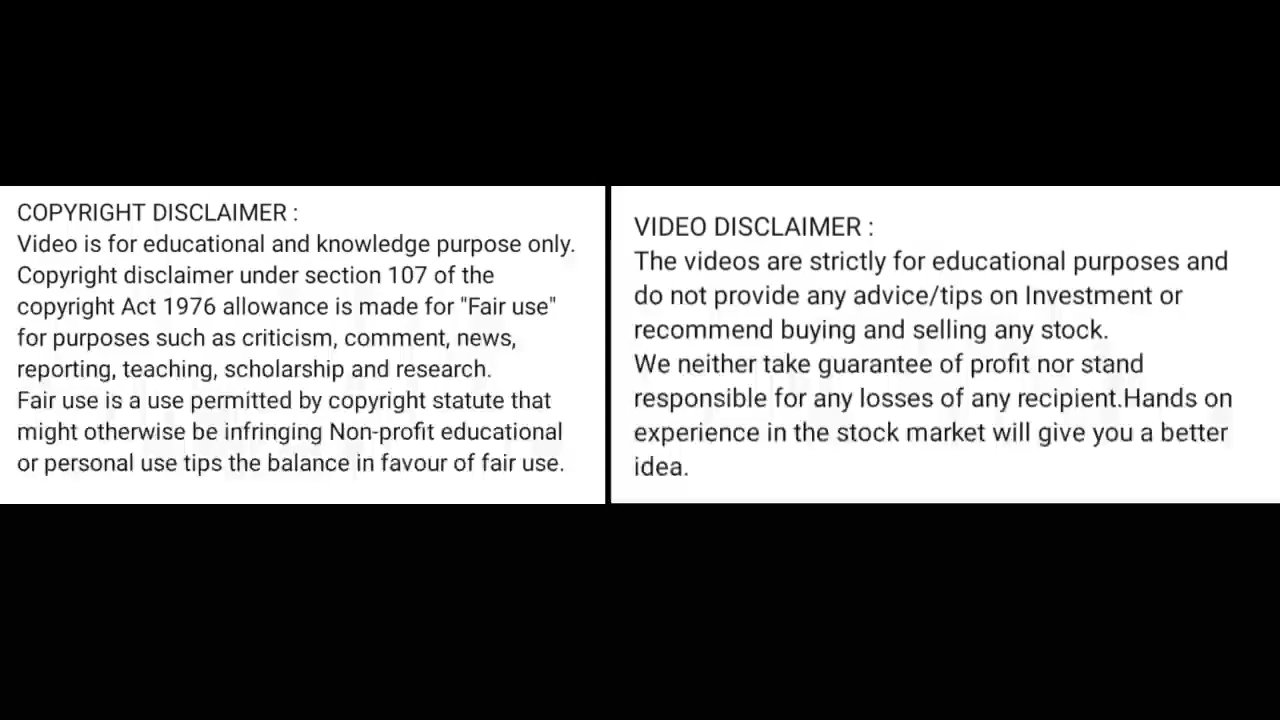 COPYRIGHT DISCLAIMER :
Video is for educational and knowledge purpose only.
Copyright disclaimer under section 107 of the
copyright Act 1976 allowance is made for "Fair use"
for purposes such as criticism, comment, news,
reporting, teaching, scholarship and research.
Fair use is a use permitted by copyright statute that
might otherwise be infringing Non-profit educational
or personal use tips the balance in favour of fair use.
VIDEO DISCLAIMER :
The videos are strictly for educational purposes and
do not provide any advice/tips on Investment or
recommend buying and selling any stock.
We neither take guarantee of profit nor stand
responsible for any losses of any recipient.Hands on
experience in the stock market will give you a better
idea.